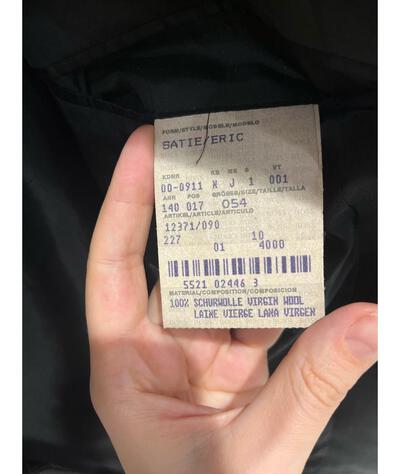 FORM/STYLE/MODELE/MODELO
SATIE/ERIC
KDNR KB ME S VT
00-0911 X J 1 001
ARR POS GRÖSSE/SIZE/TAILLE/TALLA
140 017 054
ARTIKEL/ARTICLE/ARTICULO
12371/090
227 10
01 4000
5521 02446 3
MATERIAL/COMPOSITION/COMPOSICION
100% SCHURWOLLE VIRGIN WOOL
LAINE VIERGE LANA VIRGEN